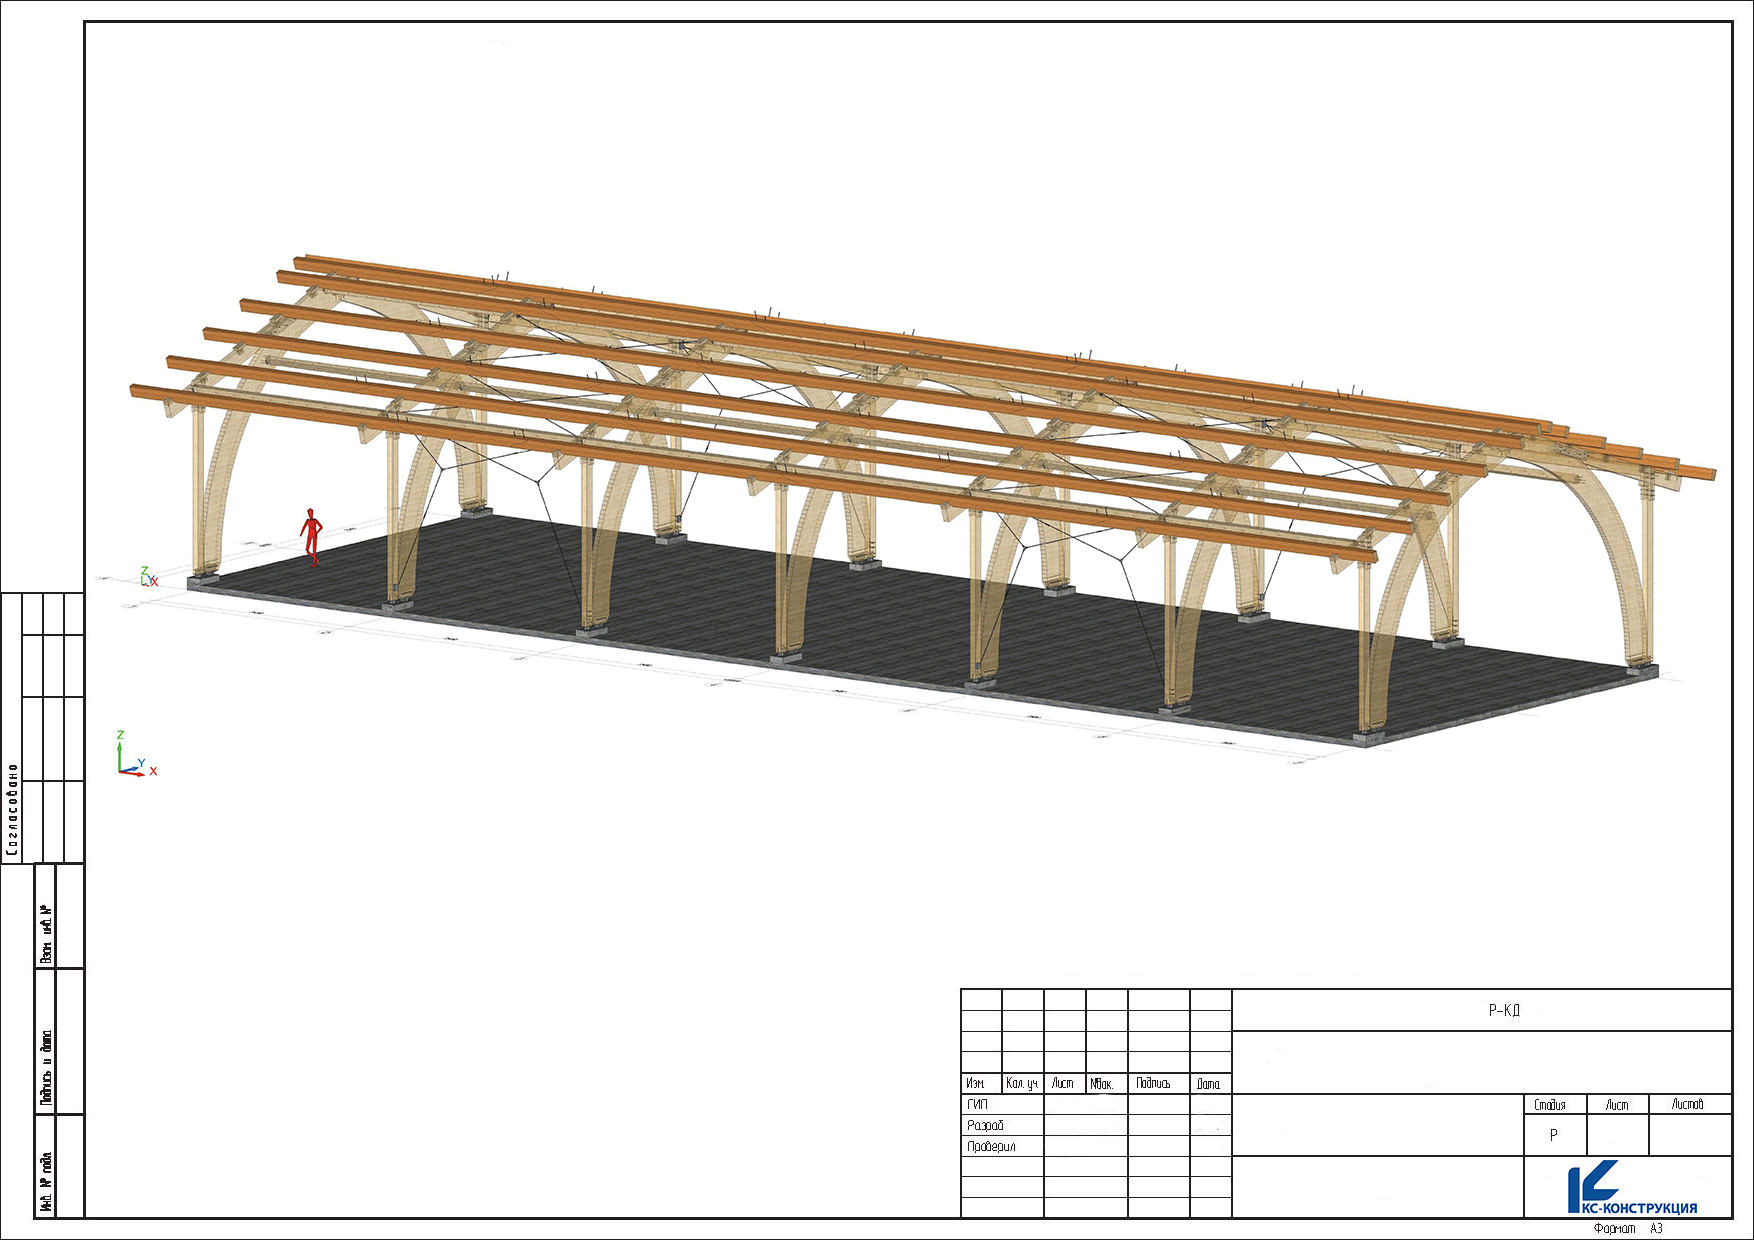 Z
Y
X
Z
Y
X
Согласовано
Взам. инв. №
Подпись и дата
Инв. № подл.
Р-КД
Изм. Кол. уч Лист №док. Подпись Дата
ГИП
Разраб
Проверил
Стадия Лист Листов
Р
КС-КОНСТРУКЦИЯ
Формат А3